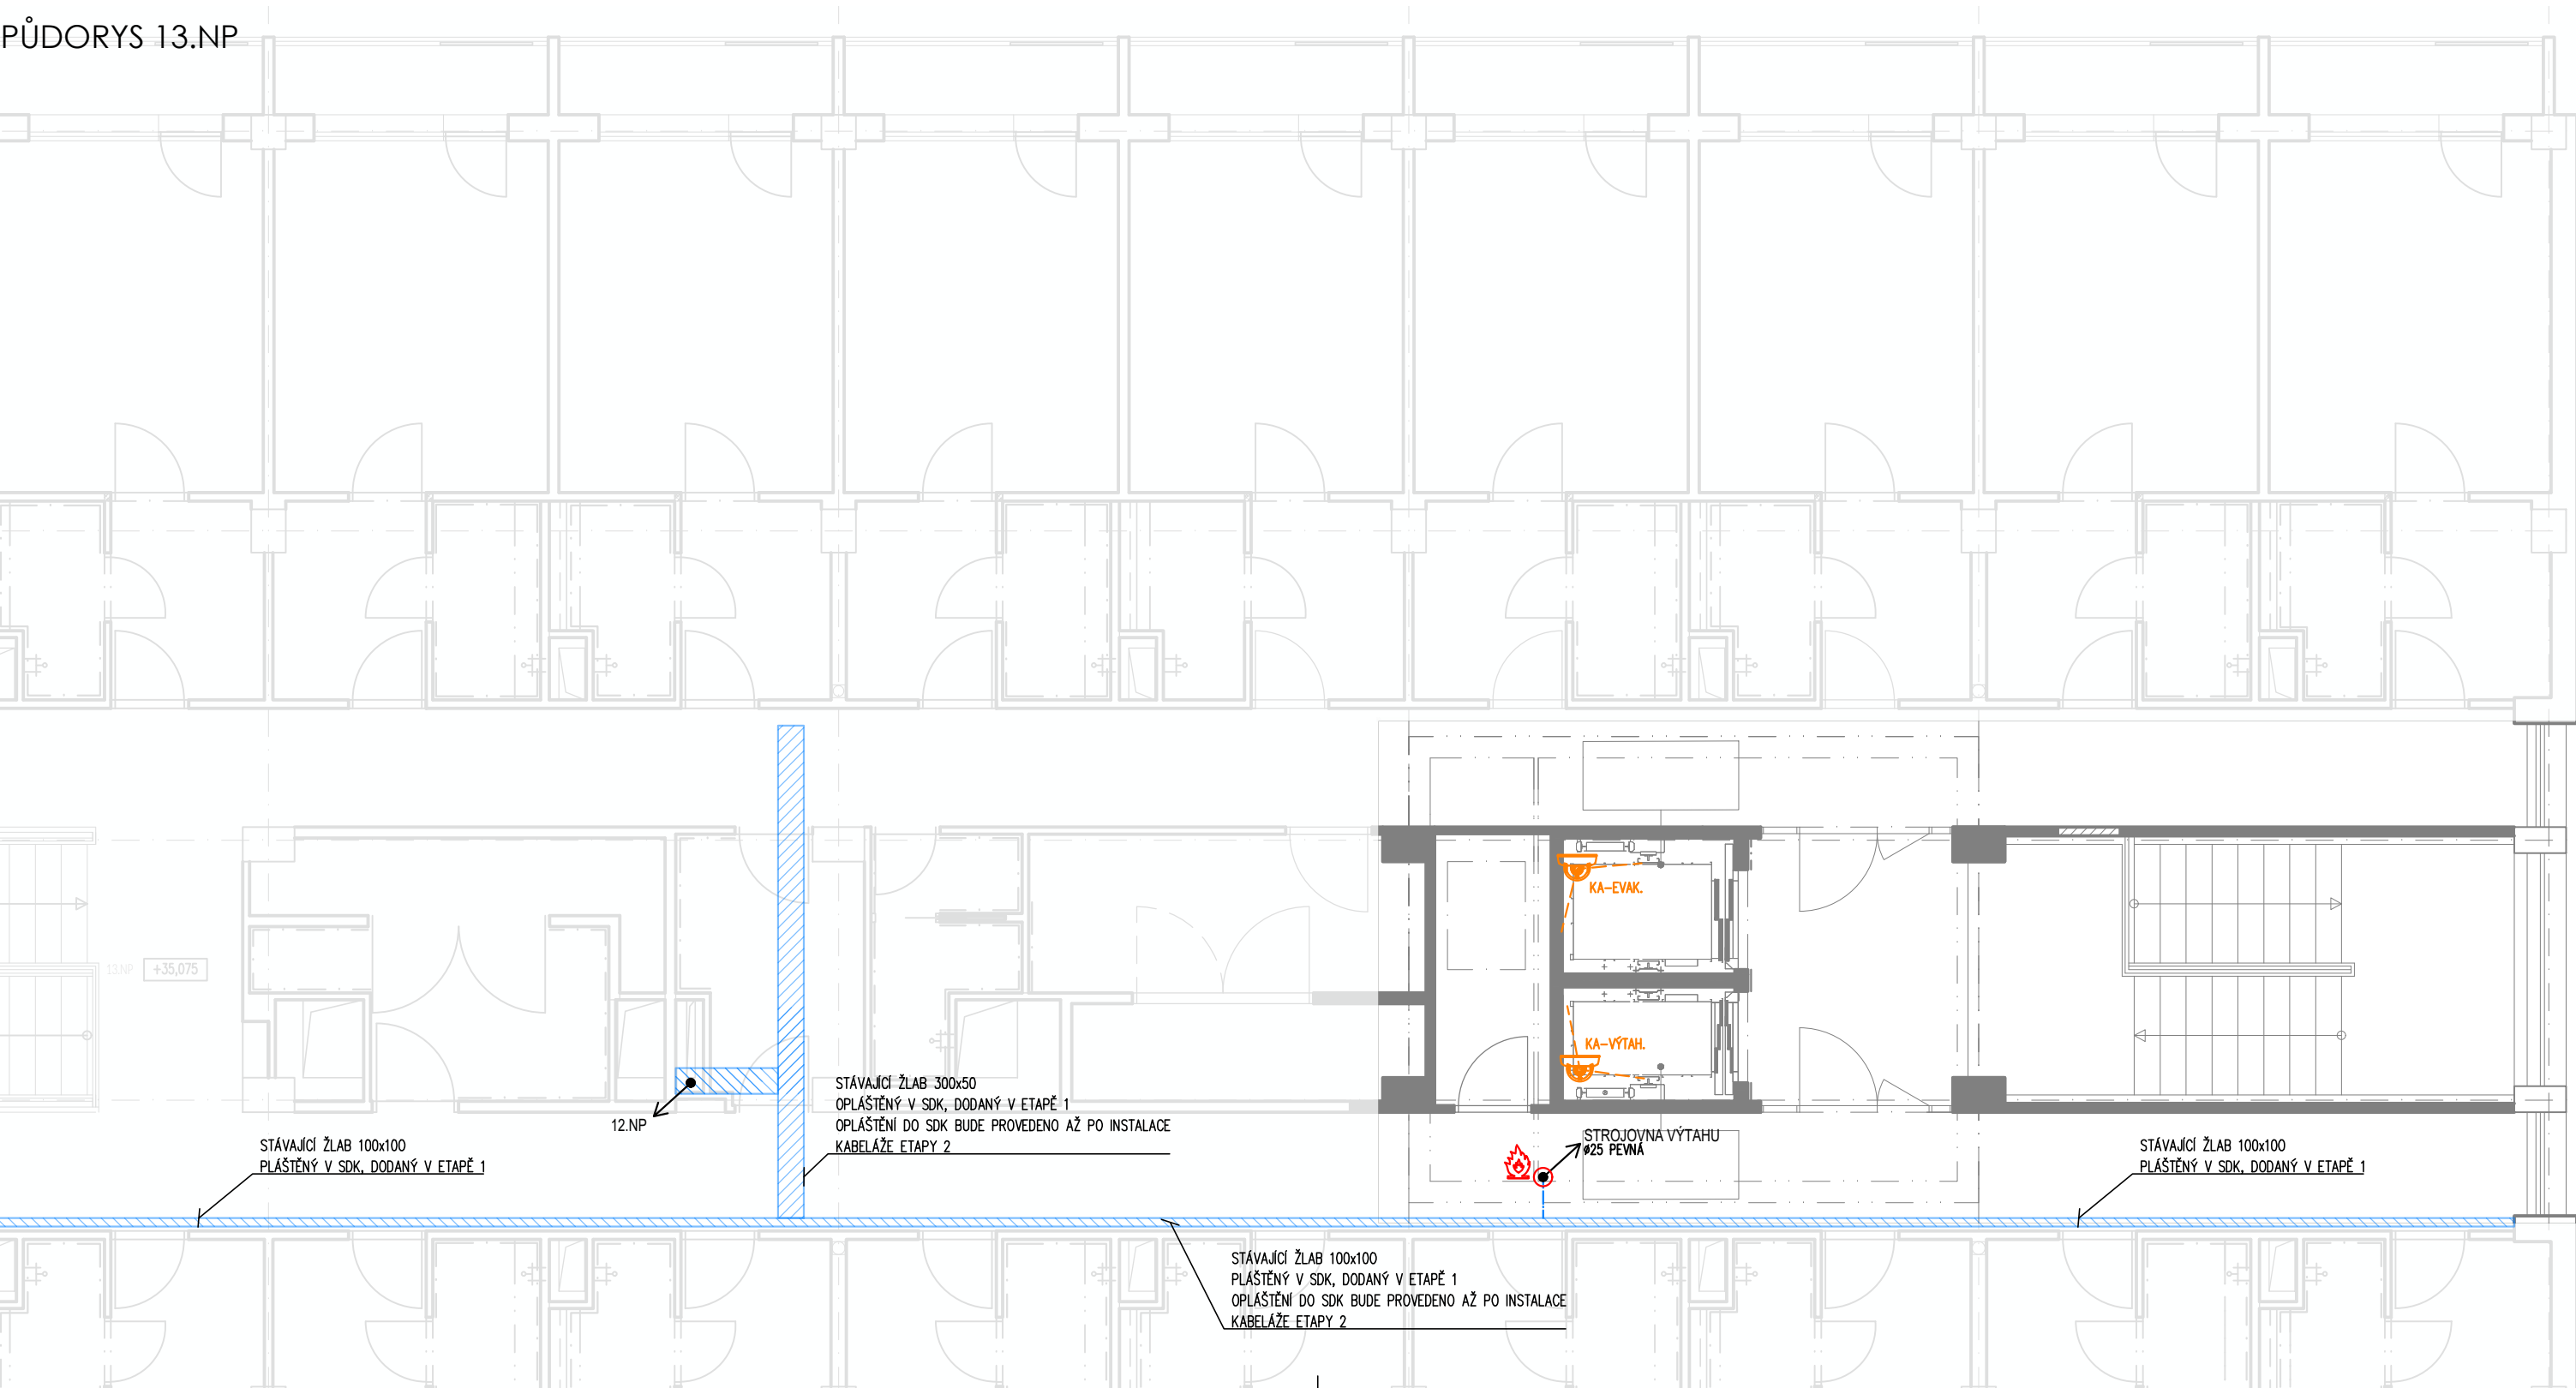 PŮDORYS 13.NP
KA-EVAK.
13.NP
+35,075
KA-VÝTAH.
STÁVAJÍCÍ ŽLAB 300x50
OPLÁŠTĚNÝ V SDK, DODANÝ V ETAPĚ 1
OPLÁŠTĚNÍ DO SDK BUDE PROVEDENO AŽ PO INSTALACE
KABELÁŽE ETAPY 2
12.NP
STÁVAJÍCÍ ŽLAB 100x100
PLÁŠTĚNÝ V SDK, DODANÝ V ETAPĚ 1
STROJOVNA VÝTAHU
ø25 PEVNÁ
STÁVAJÍCÍ ŽLAB 100x100
PLÁŠTĚNÝ V SDK, DODANÝ V ETAPĚ 1
STÁVAJÍCÍ ŽLAB 100x100
PLÁŠTĚNÝ V SDK, DODANÝ V ETAPĚ 1
OPLÁŠTĚNÍ DO SDK BUDE PROVEDENO AŽ PO INSTALACE
KABELÁŽE ETAPY 2